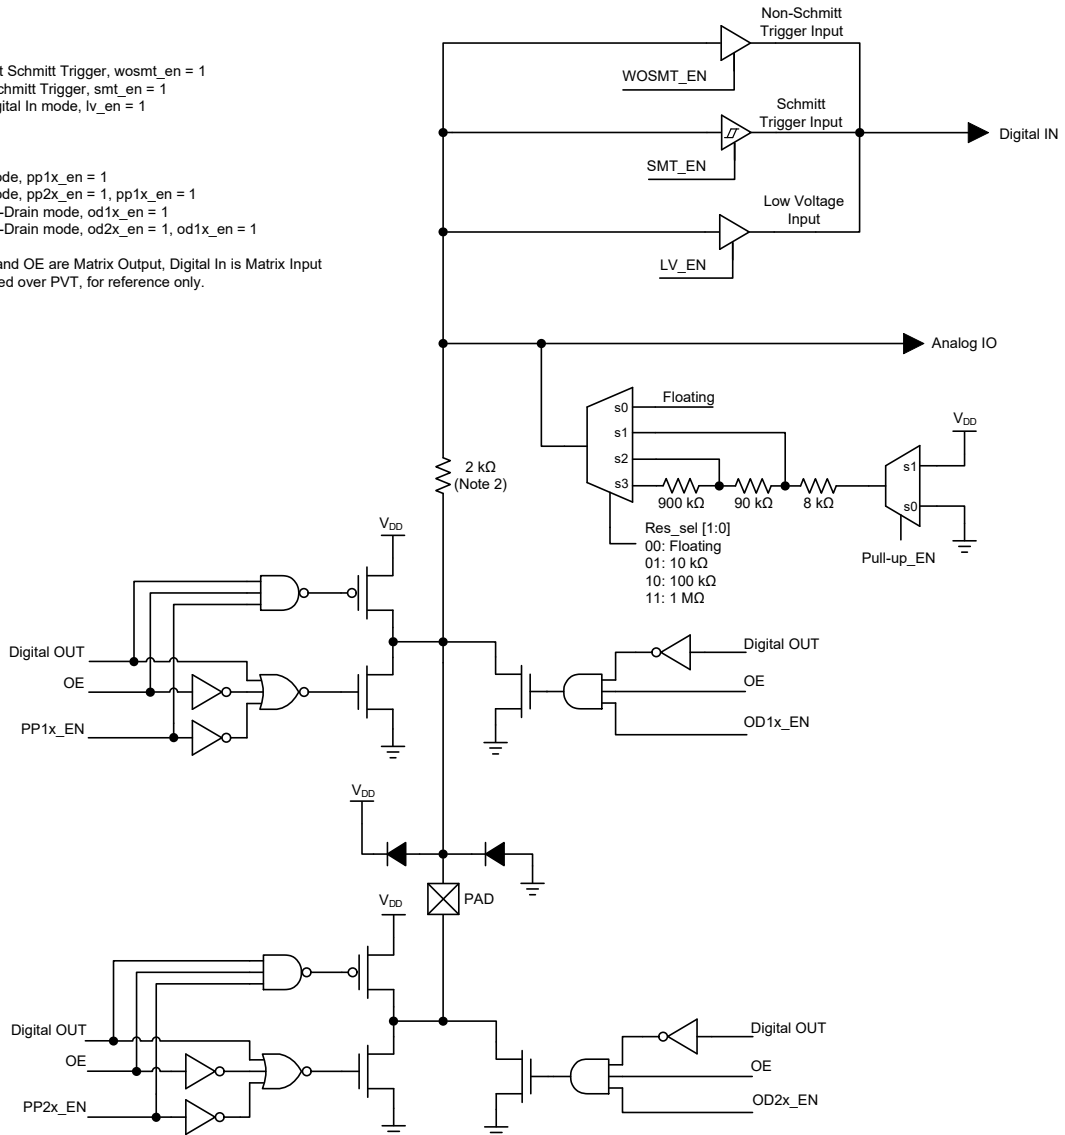 t Schmitt Trigger, wosmt_en = 1
chmitt Trigger, smt_en = 1
gital In mode, lv_en = 1
ode, pp1x_en = 1
ode, pp2x_en = 1, pp1x_en = 1
-Drain mode, od1x_en = 1
-Drain mode, od2x_en = 1, od1x_en = 1
and OE are Matrix Output, Digital In is Matrix Input
ed over PVT, for reference only.
Non-Schmitt
Trigger Input
WOSMT_EN
Schmitt
Trigger Input
SMT_EN
Digital IN
Low Voltage
Input
LV_EN
Analog IO
Floating
s0
s1
s2
s3
900 kΩ
90 kΩ
8 kΩ
VDD
s1
s0
Pull-up_EN
Res_sel [1:0]
00: Floating
01: 10 kΩ
10: 100 kΩ
11: 1 MΩ
2 kΩ
(Note 2)
VDD
Digital OUT
OE
PP1x_EN
Digital OUT
OE
OD1x_EN
VDD
PAD
VDD
Digital OUT
OE
PP2x_EN
Digital OUT
OE
OD2x_EN